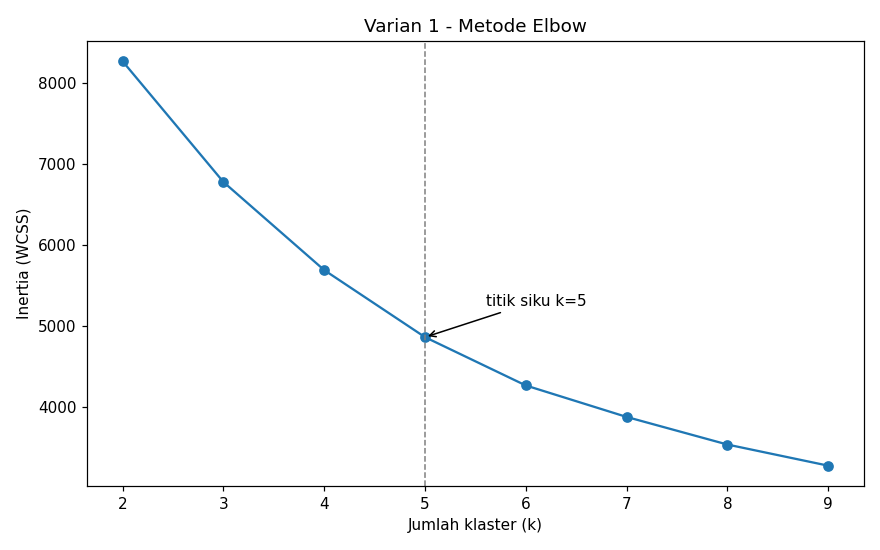 Varian 1 - Metode Elbow
Inertia (WCSS)
8000
7000
6000
5000
4000
titik siku k=5
2 3 4 5 6 7 8 9
Jumlah klaster (k)